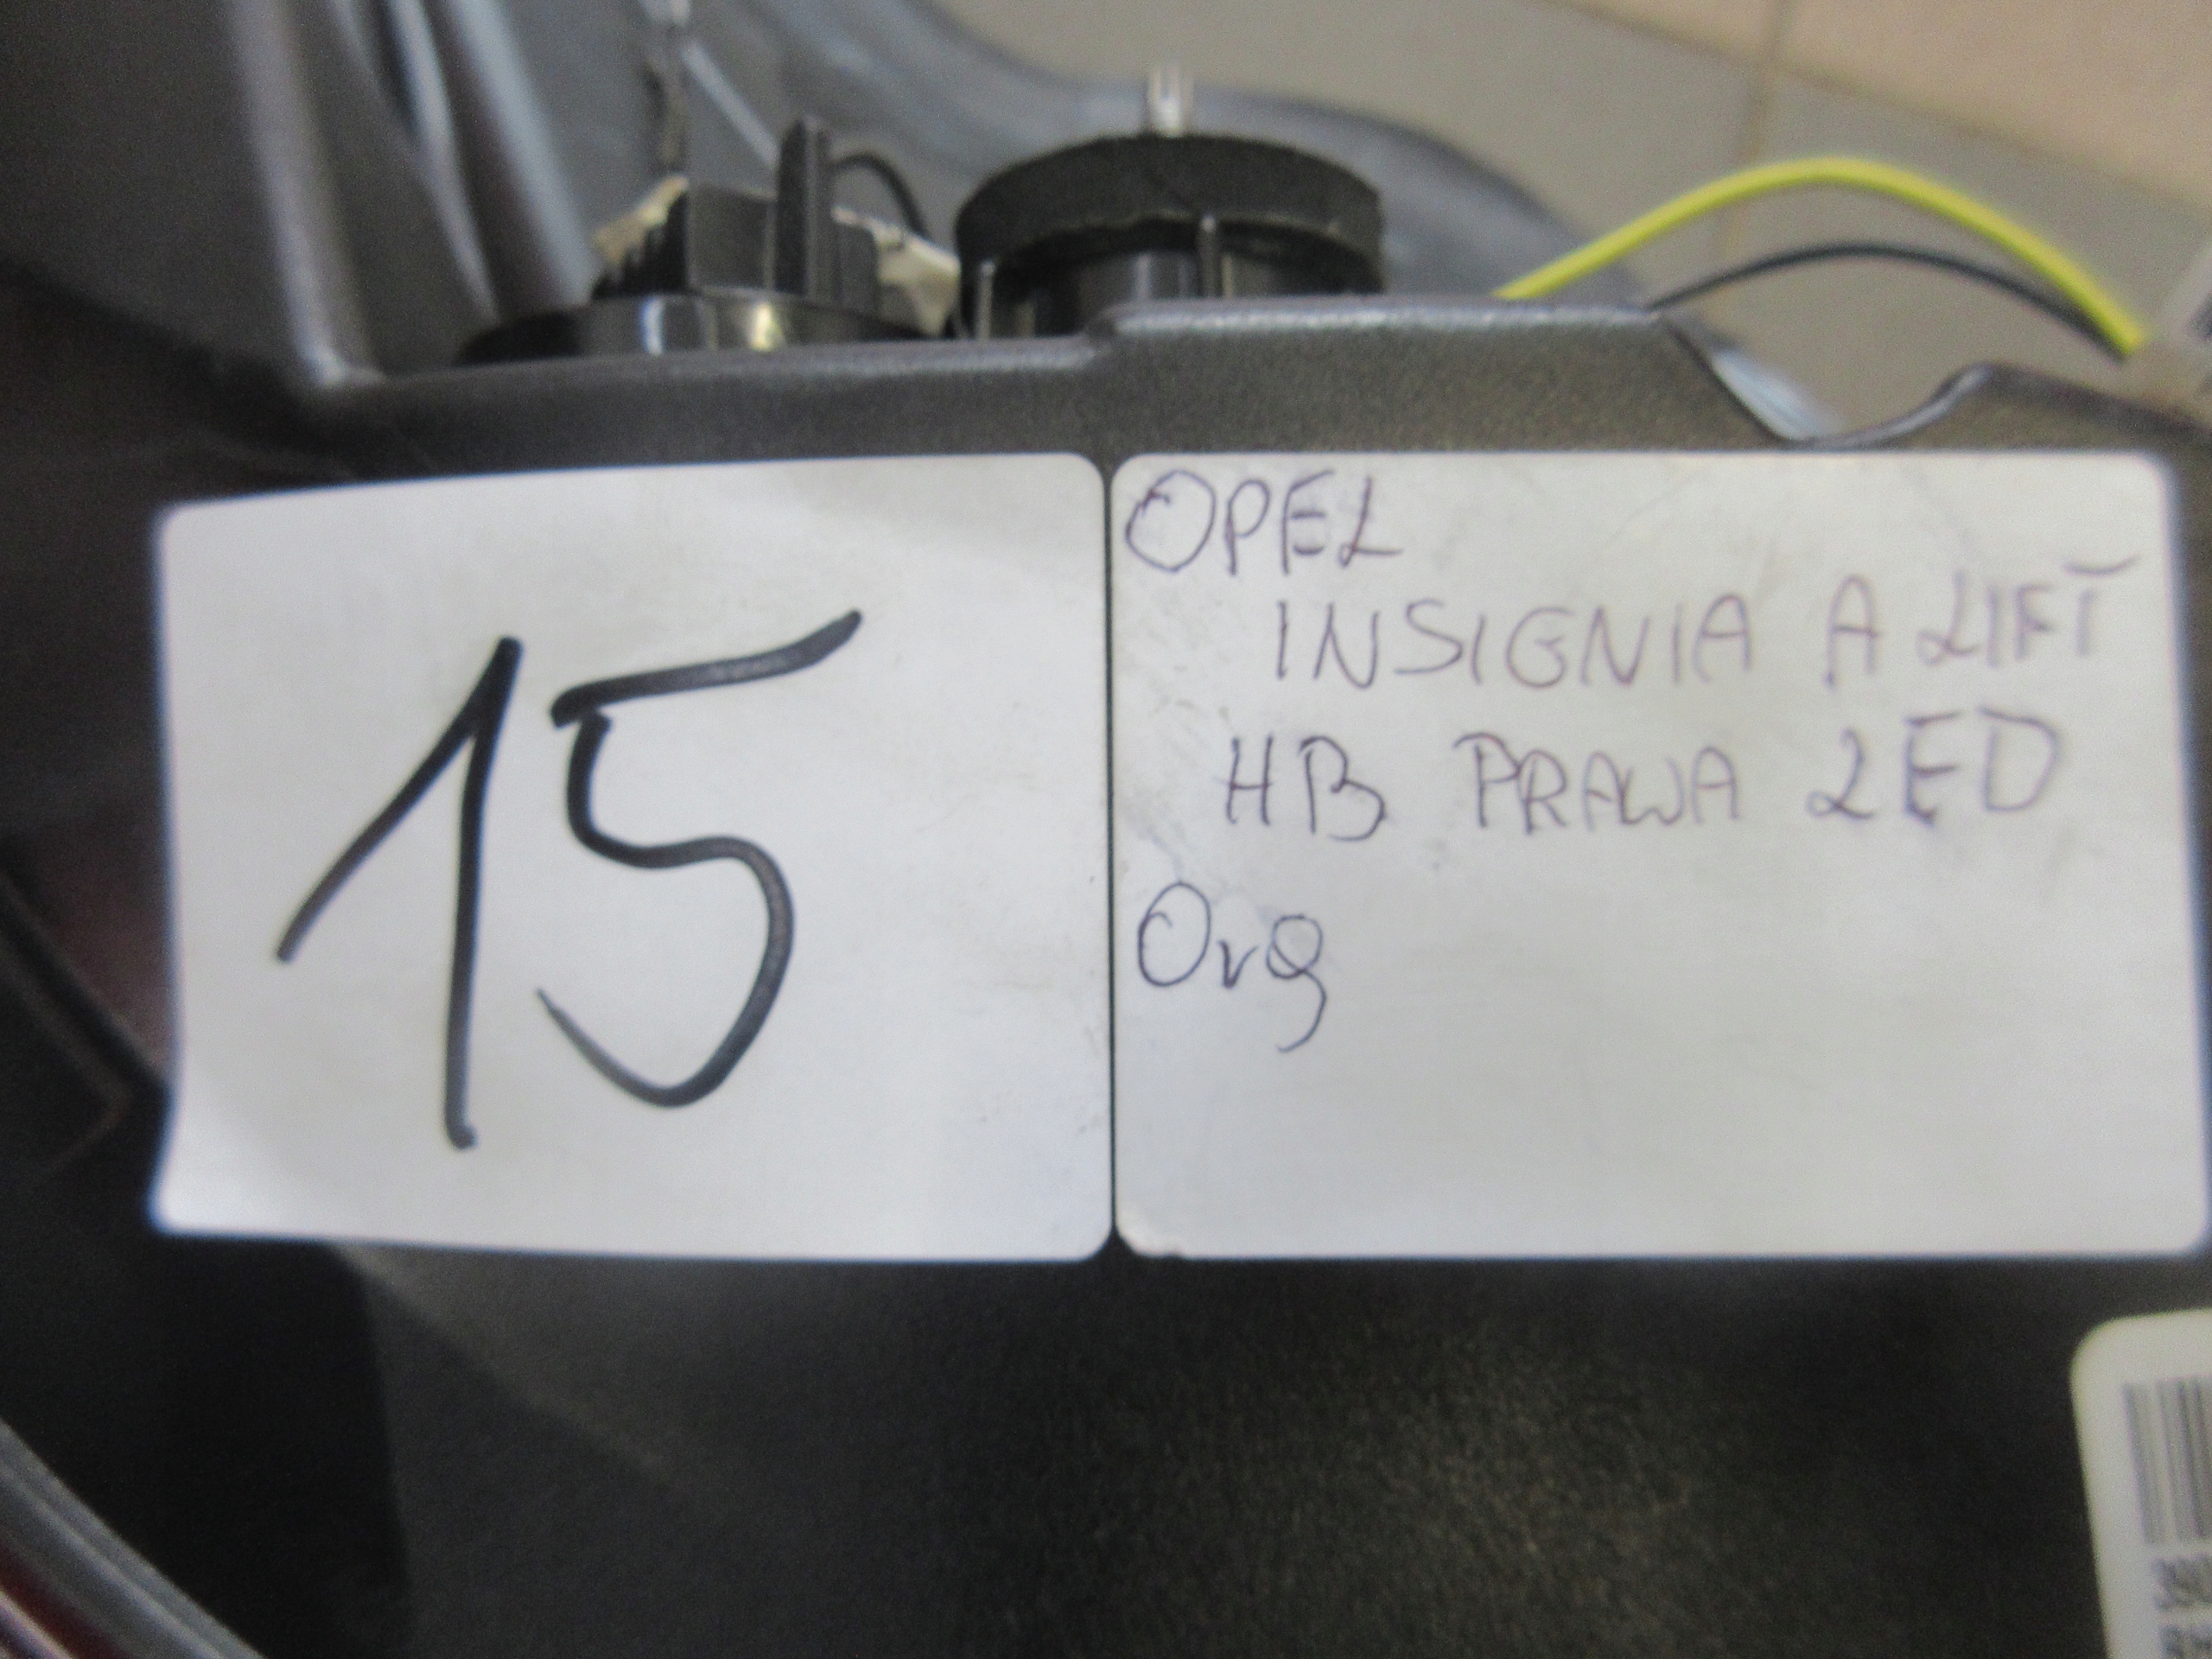 15
OPEL
INSIGNIA A LIFT
HB PRAWA LED
Org